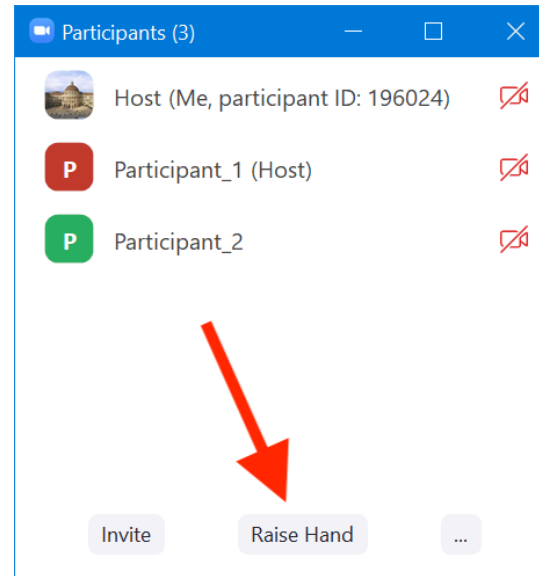 Participants (3)
Host (Me, participant ID: 196024)
P Participant_1 (Host)
P Participant_2
Invite Raise Hand ...